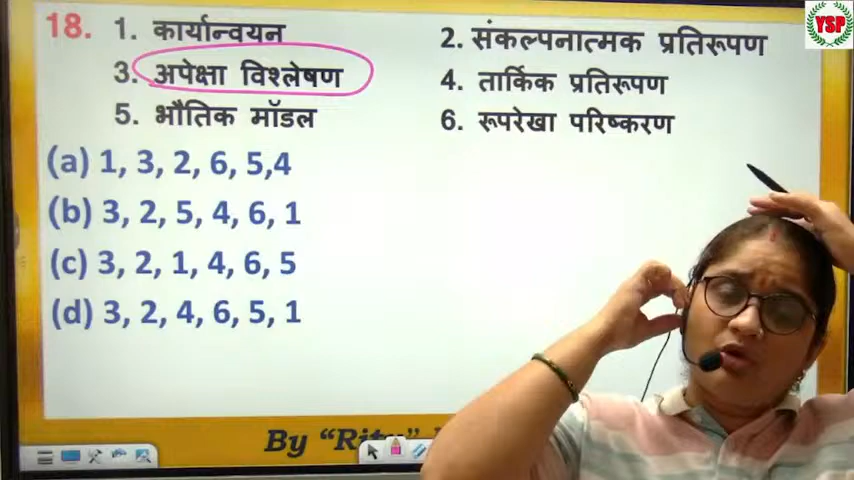 18. 1. कार्यान्वयन 2. संकल्पनात्मक प्रतिरूपण
3. अपेक्षा विश्लेषण 4. तार्किक प्रतिरूपण
5. भौतिक मॉडल 6. रूपरेखा परिष्करण
(a) 1, 3, 2, 6, 5,4
(b) 3, 2, 5, 4, 6, 1
(c) 3, 2, 1, 4, 6, 5
(d) 3, 2, 4, 6, 5, 1
By
YSP